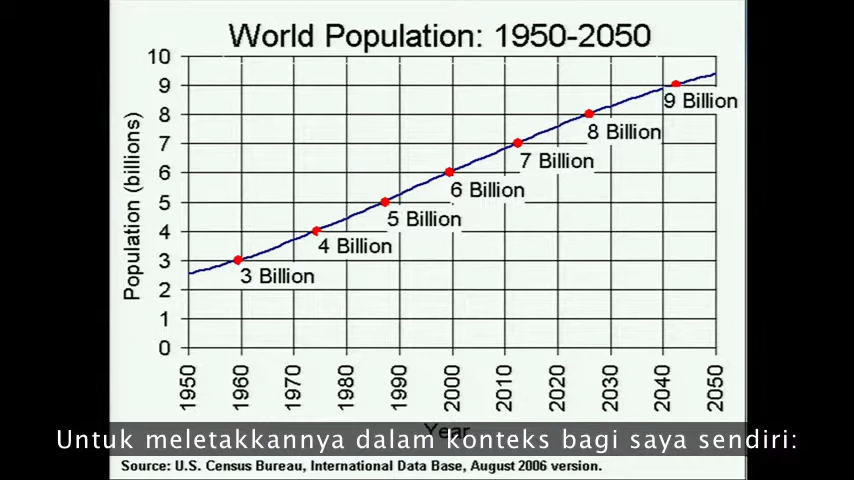 World Population: 1950-2050
Population (billions)
10
9
8
7
6
5
4
3
2
1
0
3 Billion
4 Billion
5 Billion
6 Billion
7 Billion
8 Billion
9 Billion
1950
1960
1970
1980
1990
2000
2010
2020
2030
2040
2050
Year
Untuk meletakkannya dalam konteks bagi saya sendiri:
Source: U.S. Census Bureau, International Data Base, August 2006 version.